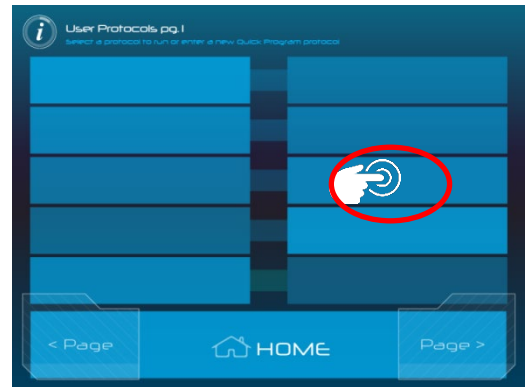 User Protocols pg.1
Select a protocol to run or enter a new Quick Program protocol
< Page
HOME
Page >